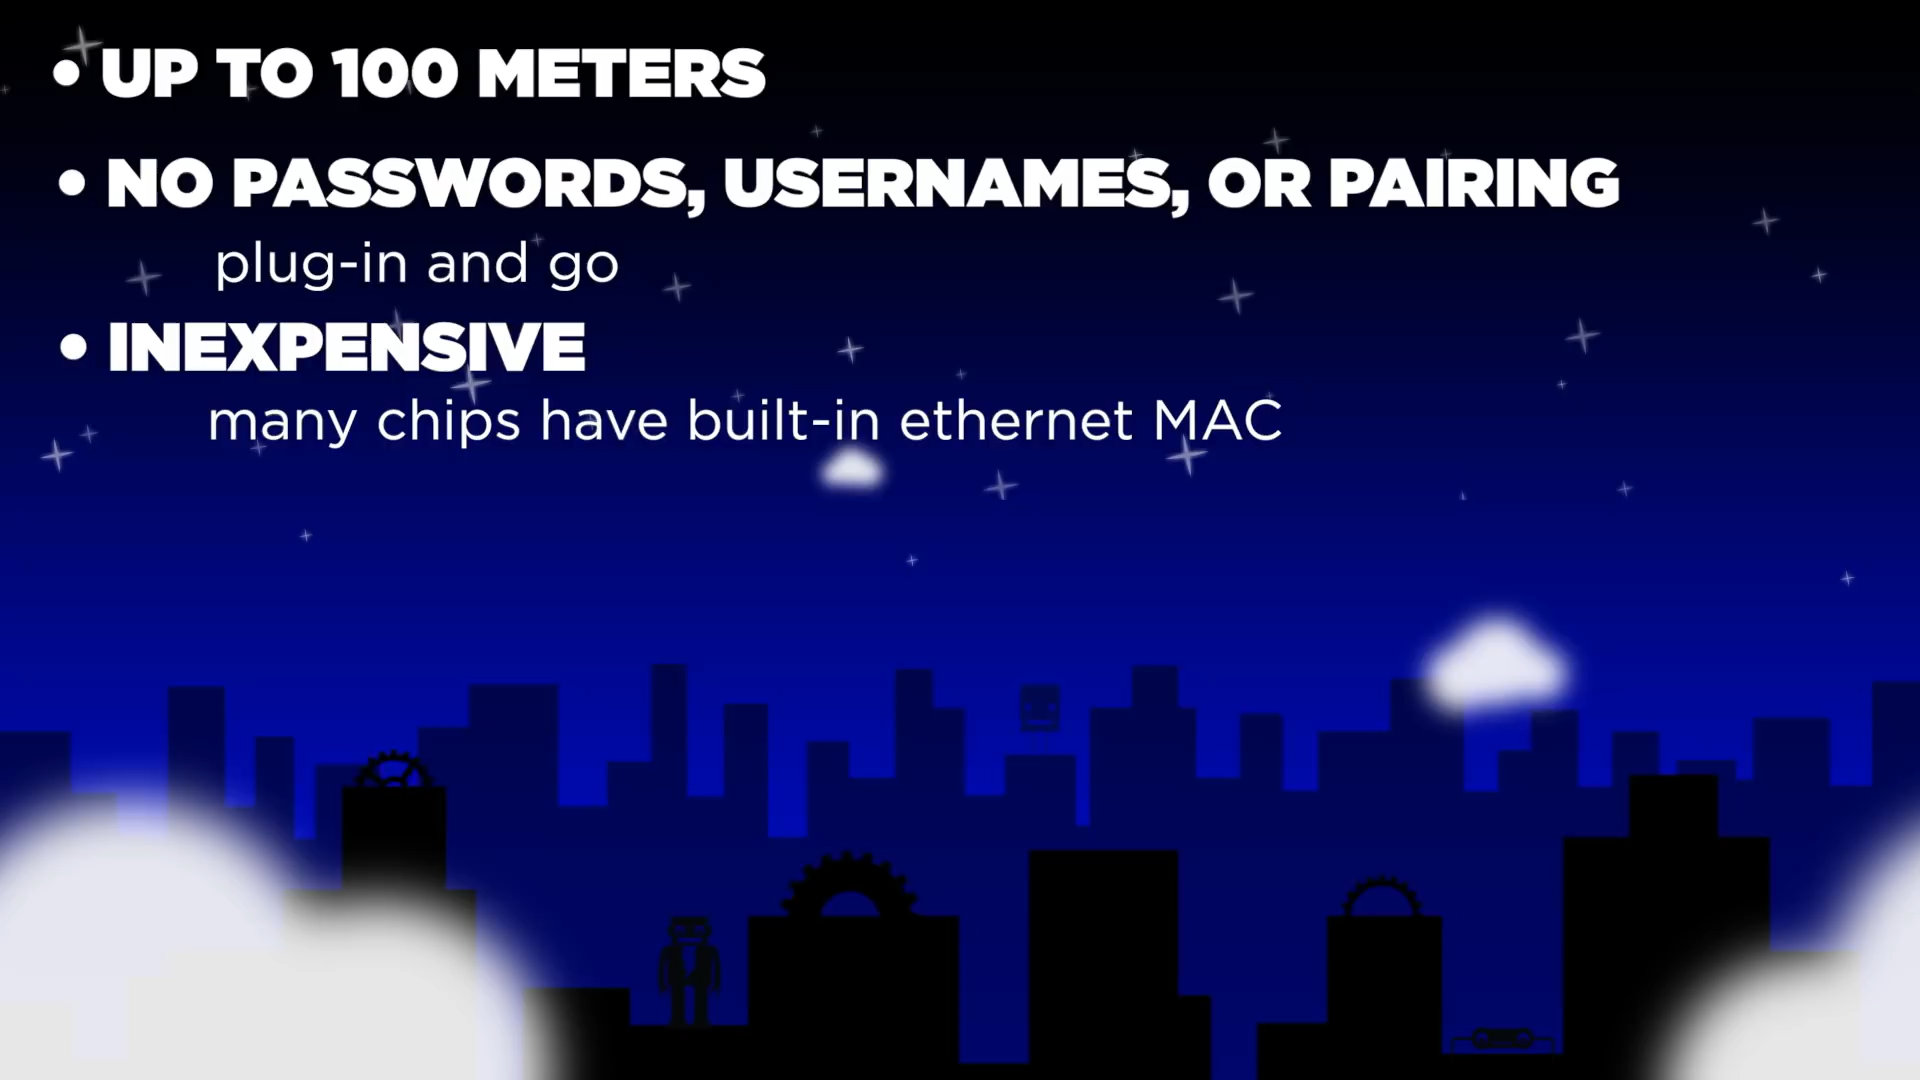 • UP TO 100 METERS
• NO PASSWORDS, USERNAMES, OR PAIRING
plug-in and go
• INEXPENSIVE
many chips have built-in ethernet MAC